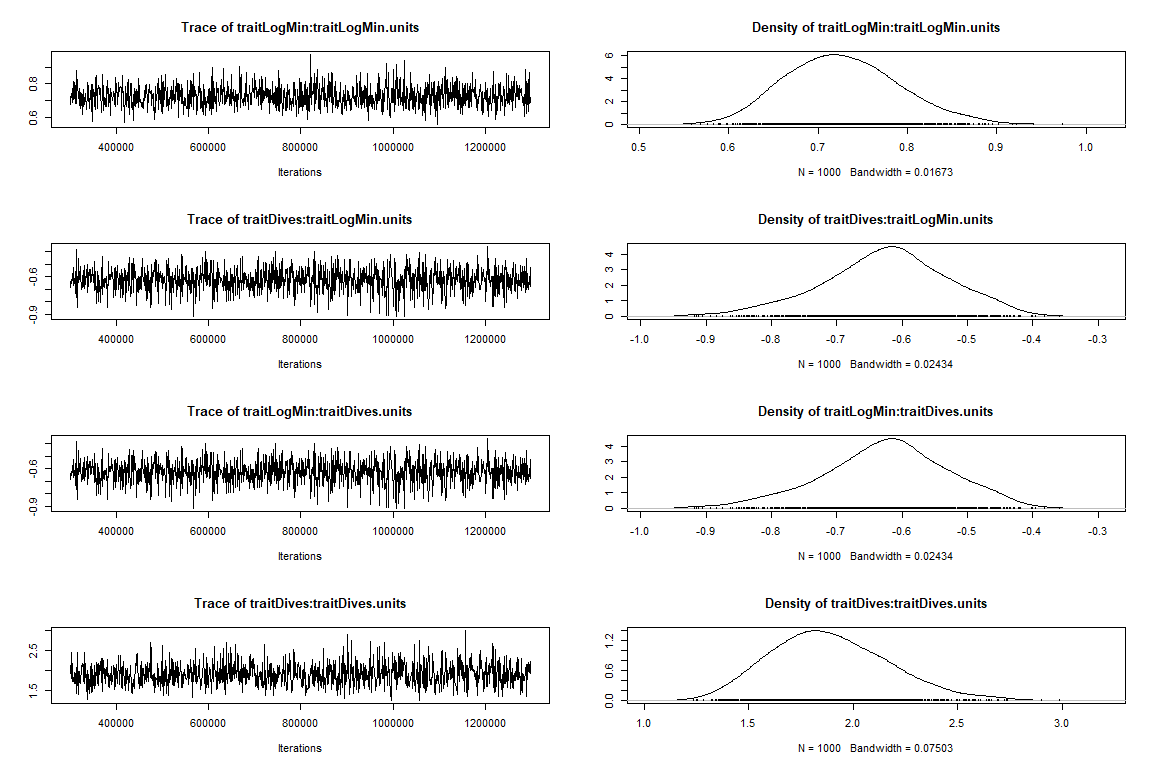 Trace of traitLogMin:traitLogMin.units
0.6 0.8
400000 600000 800000 1000000 1200000
Iterations
Density of traitLogMin:traitLogMin.units
0 2 4 6
0.5 0.6 0.7 0.8 0.9 1.0
N = 1000 Bandwidth = 0.01673
Trace of traitDives:traitLogMin.units
-0.9 -0.6
400000 600000 800000 1000000 1200000
Iterations
Density of traitDives:traitLogMin.units
0 1 2 3 4
-1.0 -0.9 -0.8 -0.7 -0.6 -0.5 -0.4 -0.3
N = 1000 Bandwidth = 0.02434
Trace of traitLogMin:traitDives.units
-0.9 -0.6
400000 600000 800000 1000000 1200000
Iterations
Density of traitLogMin:traitDives.units
0 1 2 3 4
-1.0 -0.9 -0.8 -0.7 -0.6 -0.5 -0.4 -0.3
N = 1000 Bandwidth = 0.02434
Trace of traitDives:traitDives.units
1.5 2.5
400000 600000 800000 1000000 1200000
Iterations
Density of traitDives:traitDives.units
0.0 0.6 1.2
1.0 1.5 2.0 2.5 3.0
N = 1000 Bandwidth = 0.07503